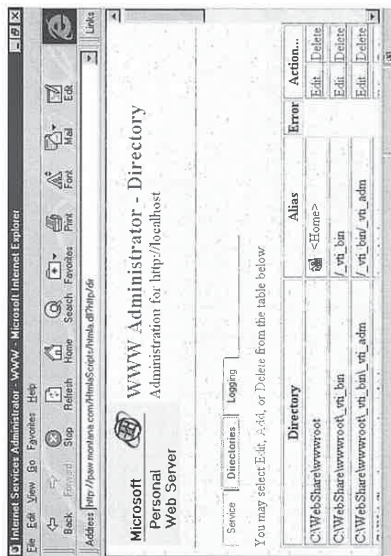 Internet Services Administrator - WWW - Microsoft Internet Explorer
File Edit View Go Favorites Help
Back Forward Stop Refresh Home Search Favorites Print Font Mail Edit
Address http://paw.montana.com/HtmlaScripts/htmla.dll?http/dir
Links
Microsoft
Personal
Web Server
WWW Administrator - Directory
Administration for http://localhost
Service Directories Logging
You may select Edit, Add, or Delete from the table below.
Directory Alias Error Action...
C:\WebShare\wwwroot <Home> Edit Delete
C:\WebShare\wwwroot\_vti_bin /_vti_bin Edit Delete
C:\WebShare\wwwroot\_vti_bin\_vti_adm /_vti_bin/_vti_adm Edit Delete